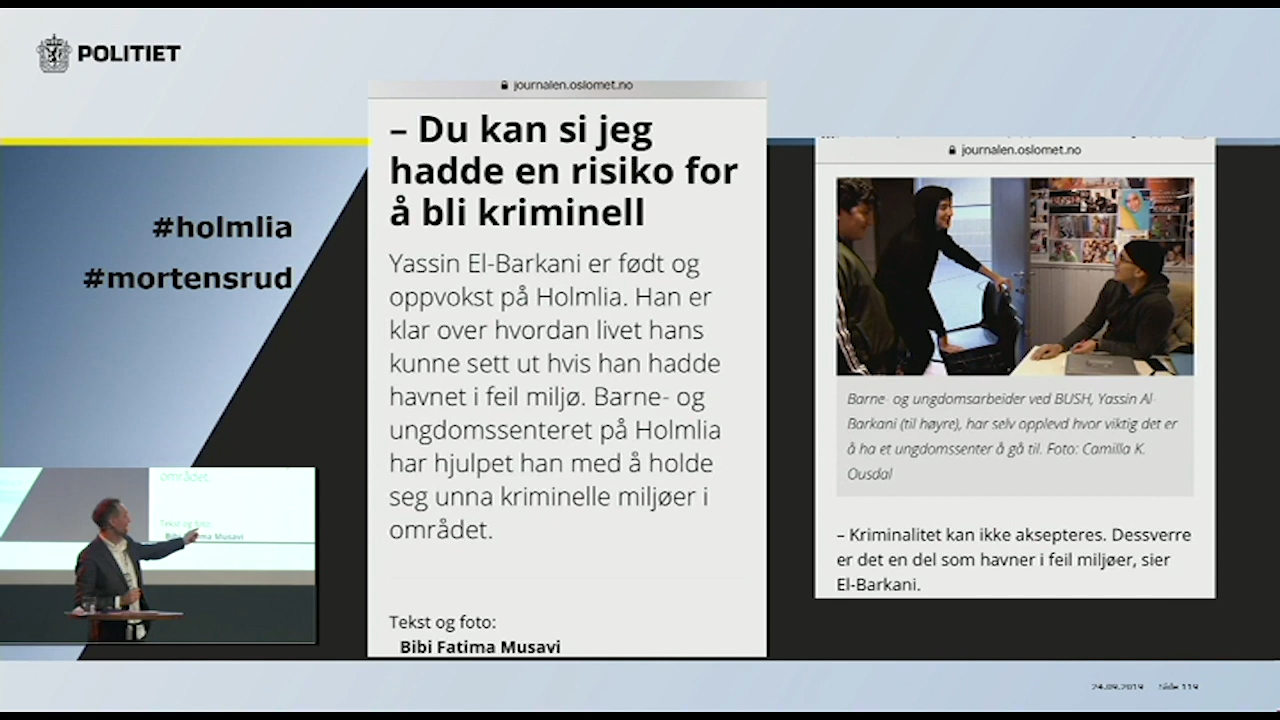 POLITIET
#holmlia
#mortensrud
journalen.oslomet.no
– Du kan si jeg
hadde en risiko for
å bli kriminell
Yassin El-Barkani er født og
oppvokst på Holmlia. Han er
klar over hvordan livet hans
kunne sett ut hvis han hadde
havnet i feil miljø. Barne- og
ungdomssenteret på Holmlia
har hjulpet han med å holde
seg unna kriminelle miljøer i
området.
Tekst og foto:
Bibi Fatima Musavi
journalen.oslomet.no
Barne- og ungdomsarbeider ved BUSH, Yassin Al-
Barkani (til høyre), har selv opplevd hvor viktig det er
å ha et ungdomssenter å gå til. Foto: Camilla K.
Ousdal
– Kriminalitet kan ikke aksepteres. Dessverre
er det en del som havner i feil miljøer, sier
El-Barkani.
området.
Tekst og foto:
Bibi Fatima Musavi
24.09.2019 Side 119